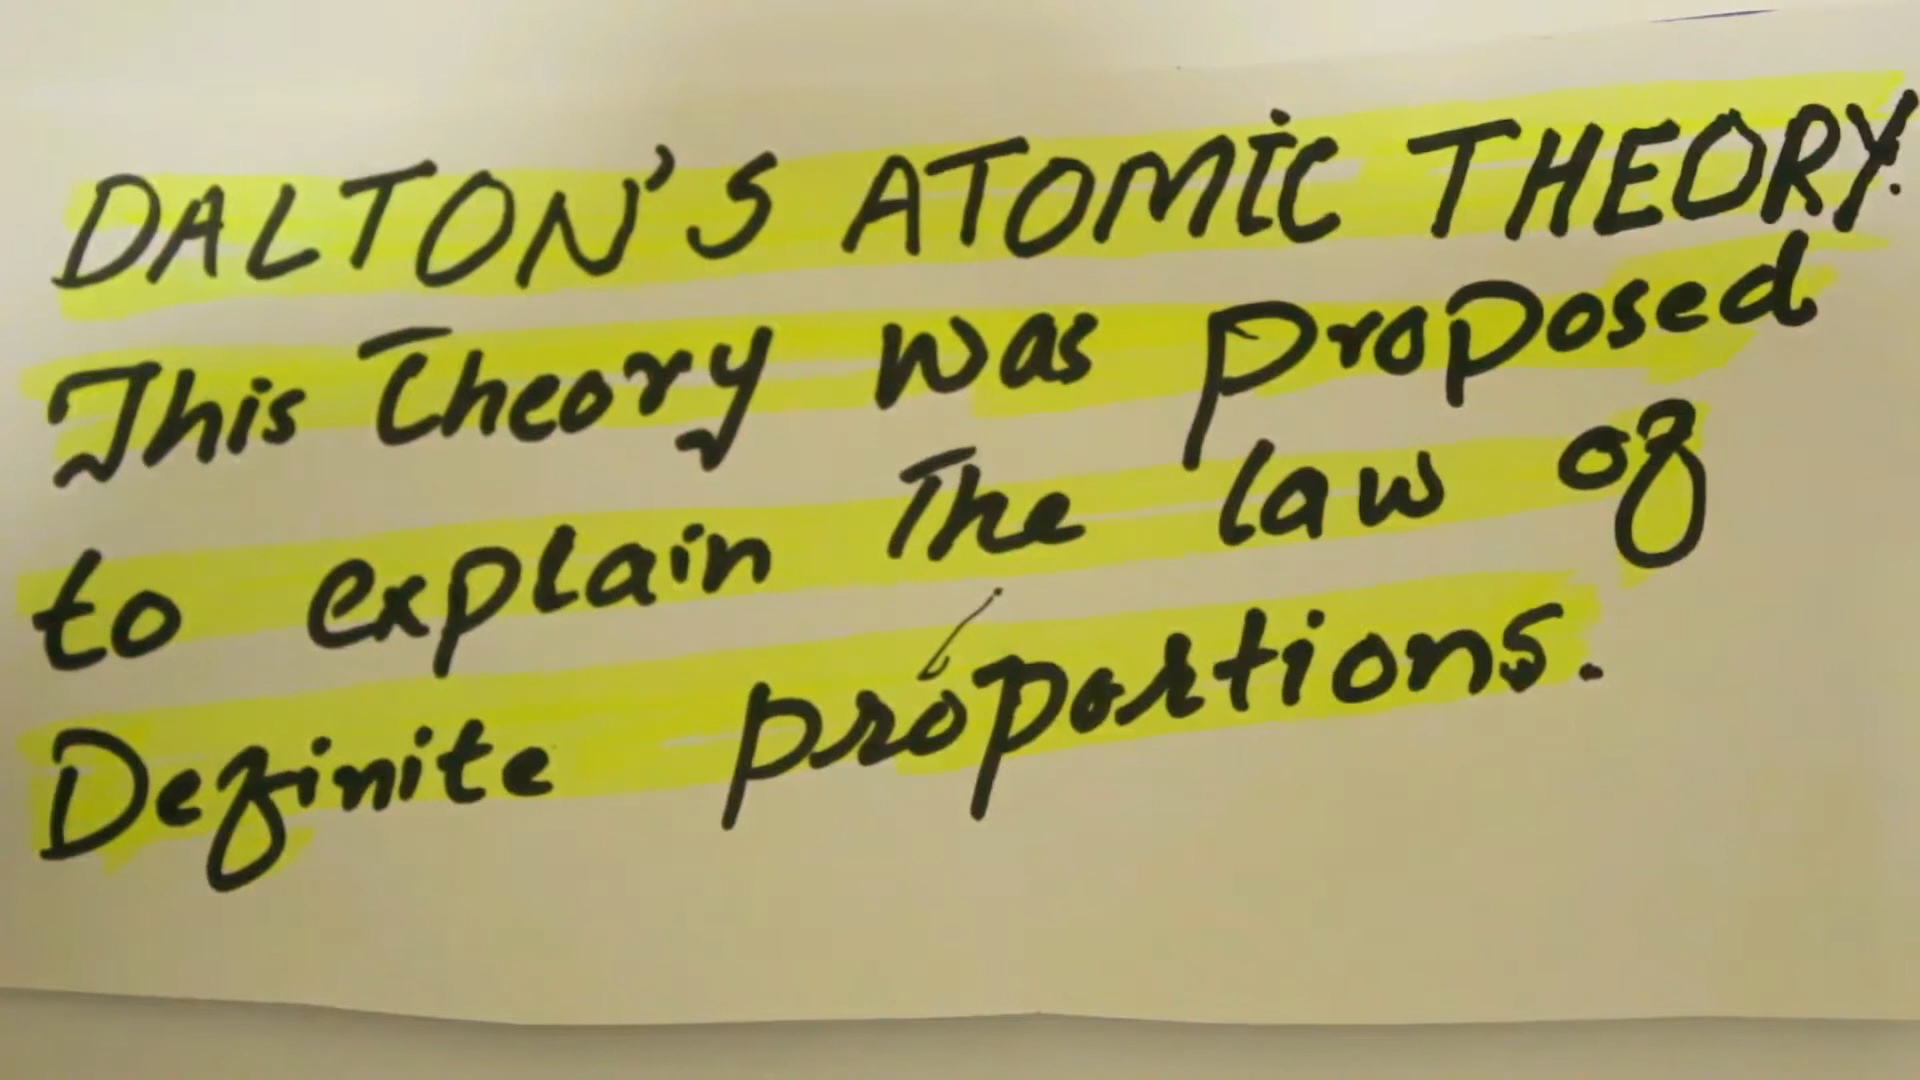 DALTON'S ATOMIC THEORY.
This Theory was proposed
to explain The law of
Definite proportions.